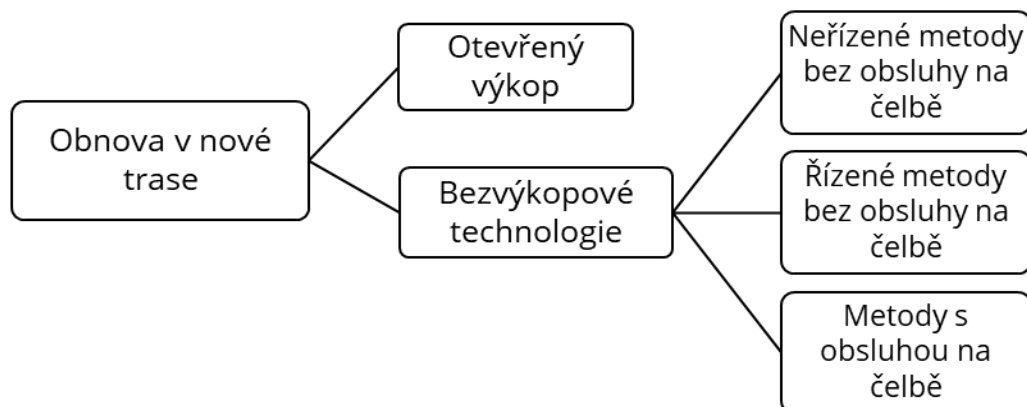 Obnova v nové
trase
Otevřený
výkop
Bezvýkopové
technologie
Neřízené metody
bez obsluhy na
čelbě
Řízené metody
bez obsluhy na
čelbě
Metody s
obsluhou na
čelbě